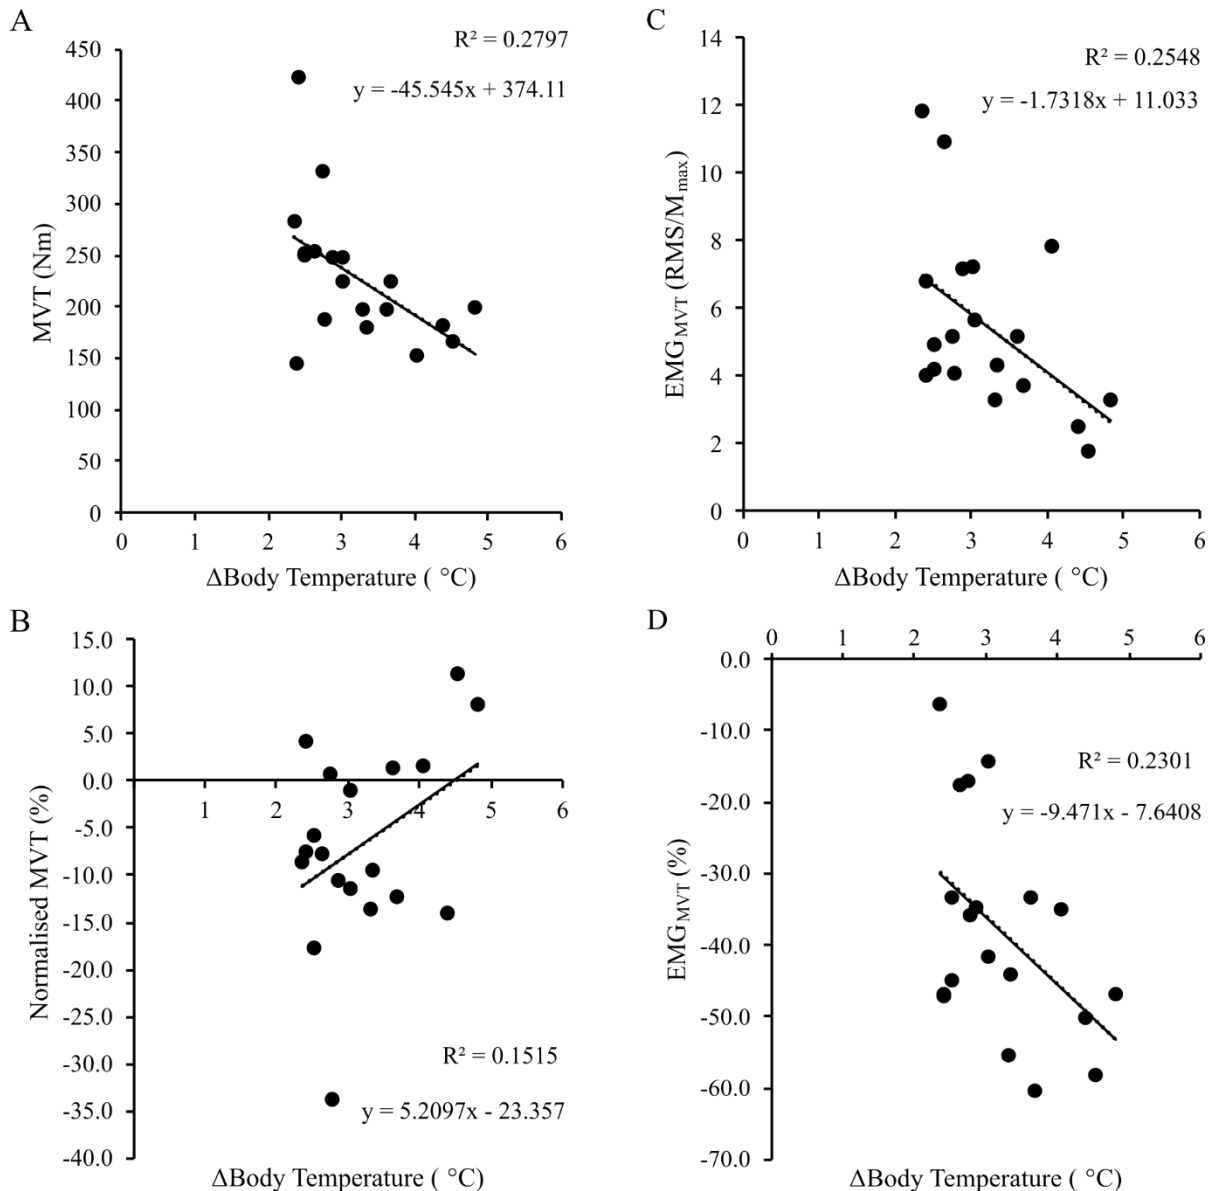 A
R² = 0.2797
y = -45.545x + 374.11
MVT (Nm)
450
400
350
300
250
200
150
100
50
0
0 1 2 3 4 5 6
ΔBody Temperature ( °C)
C
R² = 0.2548
y = -1.7318x + 11.033
EMG_MVT (RMS/M_max)
14
12
10
8
6
4
2
0
0 1 2 3 4 5 6
ΔBody Temperature ( °C)
B
Normalised MVT (%)
15.0
10.0
5.0
0.0
-5.0
-10.0
-15.0
-20.0
-25.0
-30.0
-35.0
-40.0
1 2 3 4 5 6
R² = 0.1515
y = 5.2097x - 23.357
ΔBody Temperature ( °C)
D
0 1 2 3 4 5 6
EMG_MVT (%)
0.0
-10.0
-20.0
-30.0
-40.0
-50.0
-60.0
-70.0
R² = 0.2301
y = -9.471x - 7.6408
ΔBody Temperature ( °C)